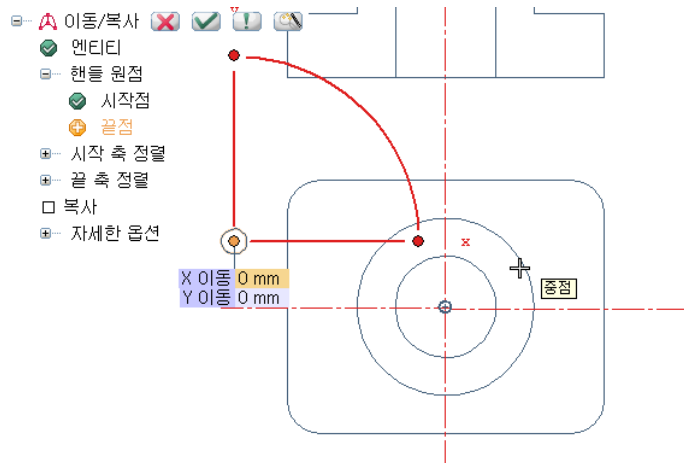 이동/복사
엔티티
핸들 원점
시작점
끝점
시작 축 정렬
끝 축 정렬
복사
자세한 옵션
y
x
X 이동 0 mm
Y 이동 0 mm
중점